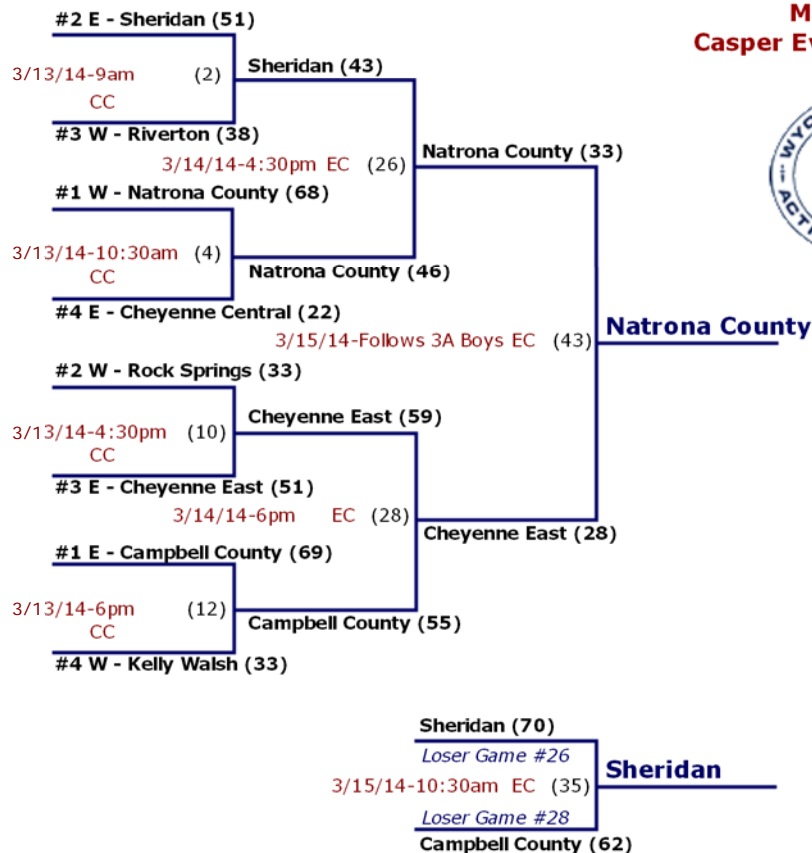 M
Casper Ev
#2 E - Sheridan (51)
3/13/14-9am (2)
CC
Sheridan (43)
#3 W - Riverton (38)
3/14/14-4:30pm EC (26)
Natrona County (33)
#1 W - Natrona County (68)
3/13/14-10:30am (4)
CC
Natrona County (46)
#4 E - Cheyenne Central (22)
3/15/14-Follows 3A Boys EC (43)
Natrona County
#2 W - Rock Springs (33)
3/13/14-4:30pm (10)
CC
Cheyenne East (59)
#3 E - Cheyenne East (51)
3/14/14-6pm EC (28)
Cheyenne East (28)
#1 E - Campbell County (69)
3/13/14-6pm (12)
CC
Campbell County (55)
#4 W - Kelly Walsh (33)
Sheridan (70)
Loser Game #26
3/15/14-10:30am EC (35)
Sheridan
Loser Game #28
Campbell County (62)
WYO
ACTI